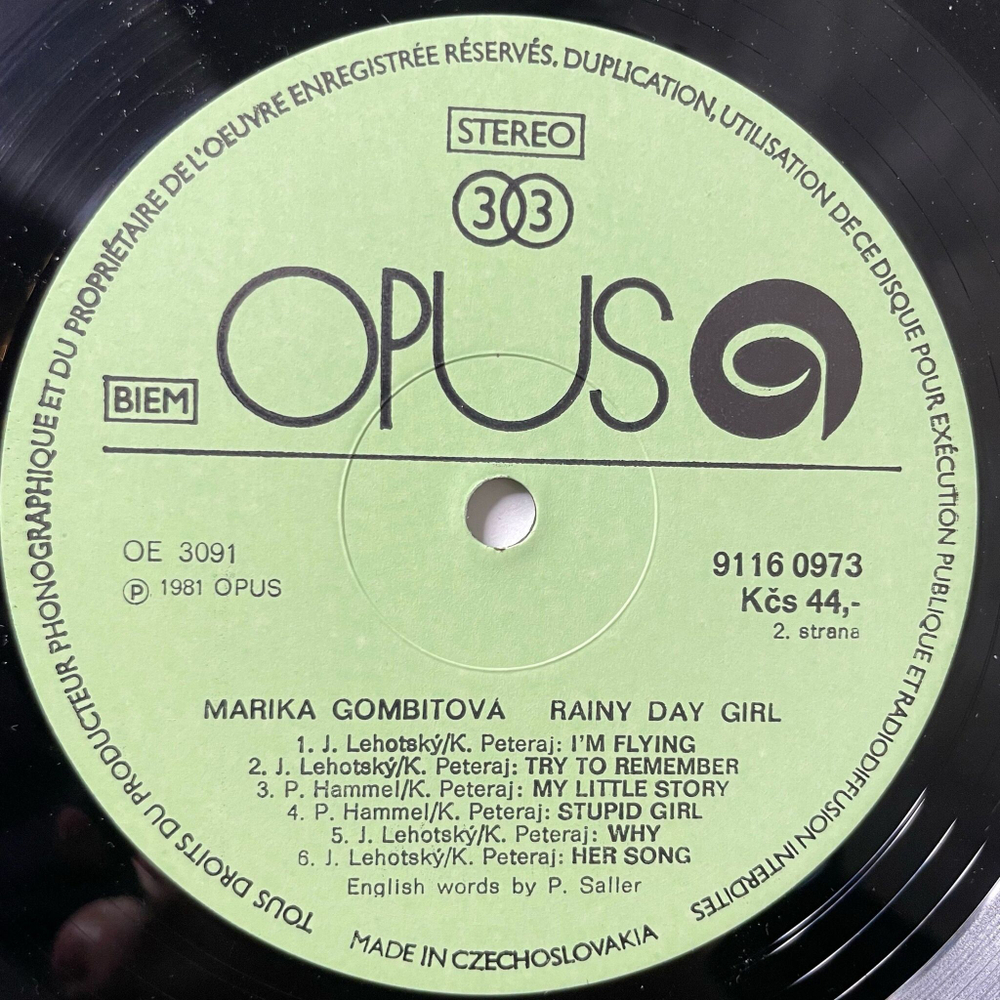 TOUS DROITS DU PRODUCTEUR PHONOGRAPHIQUE ET DU PROPRIÉTAIRE DE L'OEUVRE ENREGISTRÉE RÉSERVÉS. DUPLICATION, UTILISATION DE CE DISQUE POUR EXÉCUTION PUBLIQUE ET RADIODIFFUSION INTERDITES
STEREO
33
OPUS
BIEM
OE 3091
Ⓟ 1981 OPUS
9116 0973
Kčs 44,-
2. strana
MARIKA GOMBITOVÁ RAINY DAY GIRL
1. J. Lehotský/K. Peteraj: I'M FLYING
2. J. Lehotský/K. Peteraj: TRY TO REMEMBER
3. P. Hammel/K. Peteraj: MY LITTLE STORY
4. P. Hammel/K. Peteraj: STUPID GIRL
5. J. Lehotský/K. Peteraj: WHY
6. J. Lehotský/K. Peteraj: HER SONG
English words by P. Saller
MADE IN CZECHOSLOVAKIA